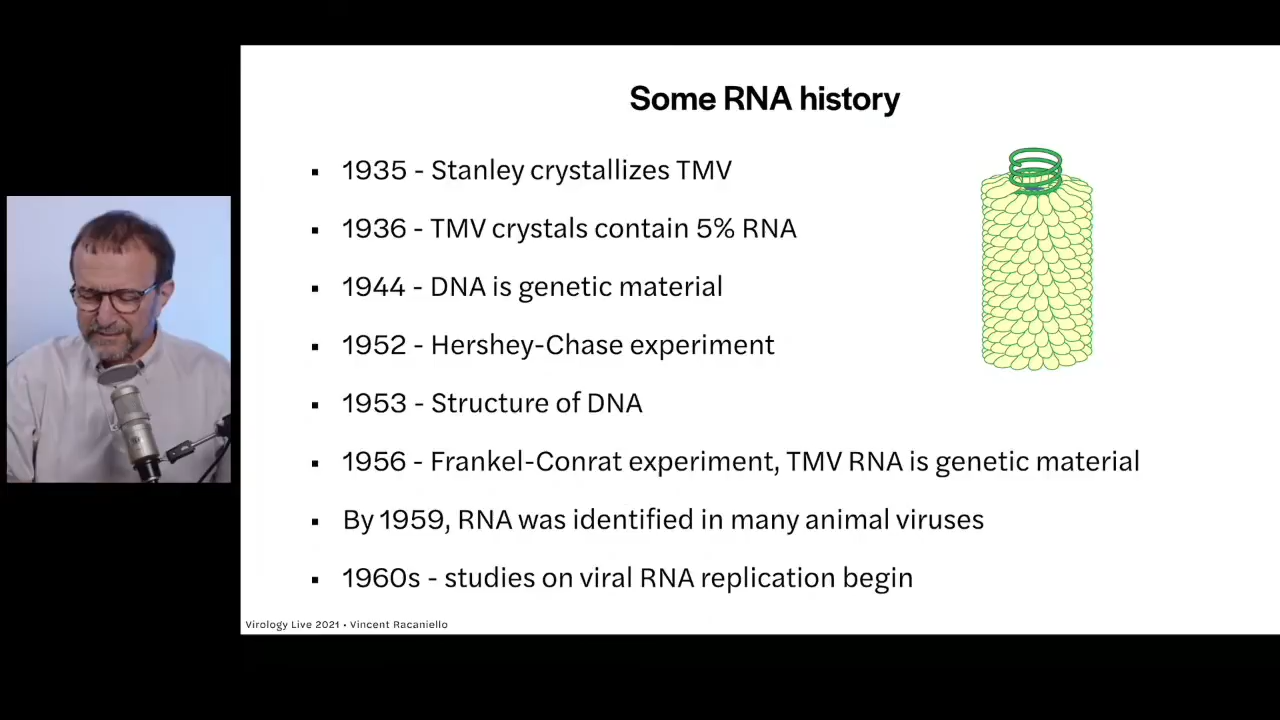 Some RNA history
▪ 1935 - Stanley crystallizes TMV
▪ 1936 - TMV crystals contain 5% RNA
▪ 1944 - DNA is genetic material
▪ 1952 - Hershey-Chase experiment
▪ 1953 - Structure of DNA
▪ 1956 - Frankel-Conrat experiment, TMV RNA is genetic material
▪ By 1959, RNA was identified in many animal viruses
▪ 1960s - studies on viral RNA replication begin
Virology Live 2021 • Vincent Racaniello